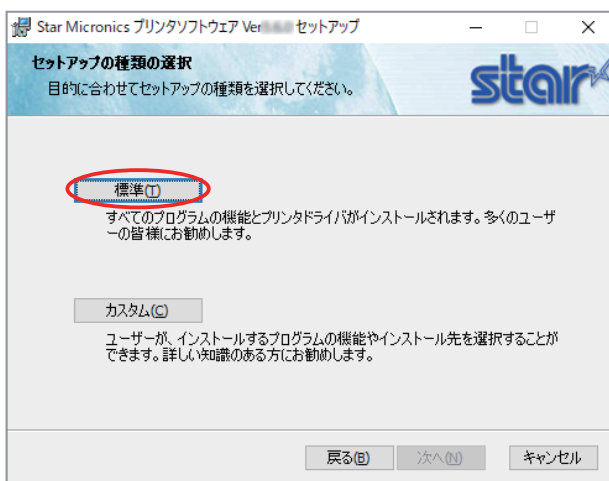 Star Micronics プリンタソフトウェア Ver セットアップ
セットアップの種類の選択
目的に合わせてセットアップの種類を選択してください。
star
標準(T)
すべてのプログラムの機能とプリンタドライバがインストールされます。多くのユーザ
ーの皆様にお勧めします。
カスタム(C)
ユーザーが、インストールするプログラムの機能やインストール先を選択することが
できます。詳しい知識のある方にお勧めします。
戻る(B) 次へ(N) キャンセル